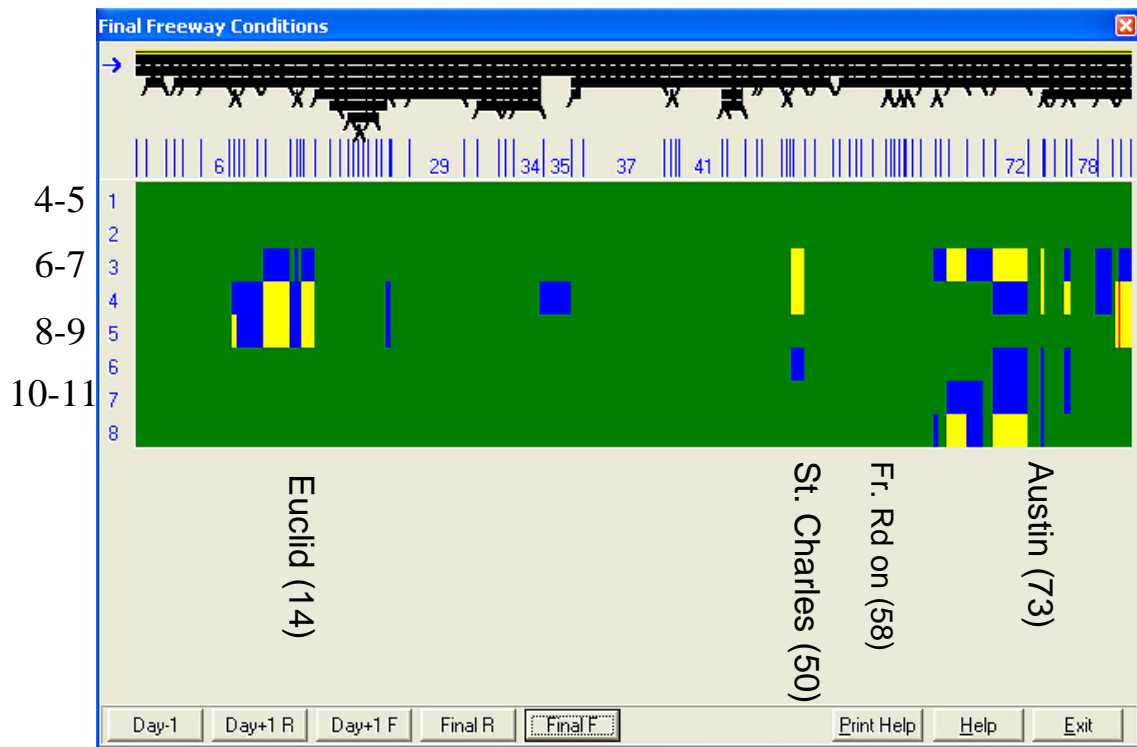 Final Freeway Conditions
6 29 34 35 37 41 72 78
4-5 1
2
6-7 3
4
8-9 5
6
10-11 7
8
Euclid (14)
St. Charles (50)
Fr. Rd on (58)
Austin (73)
Day-1 Day+1 R Day+1 F Final R Final F Print Help Help Exit